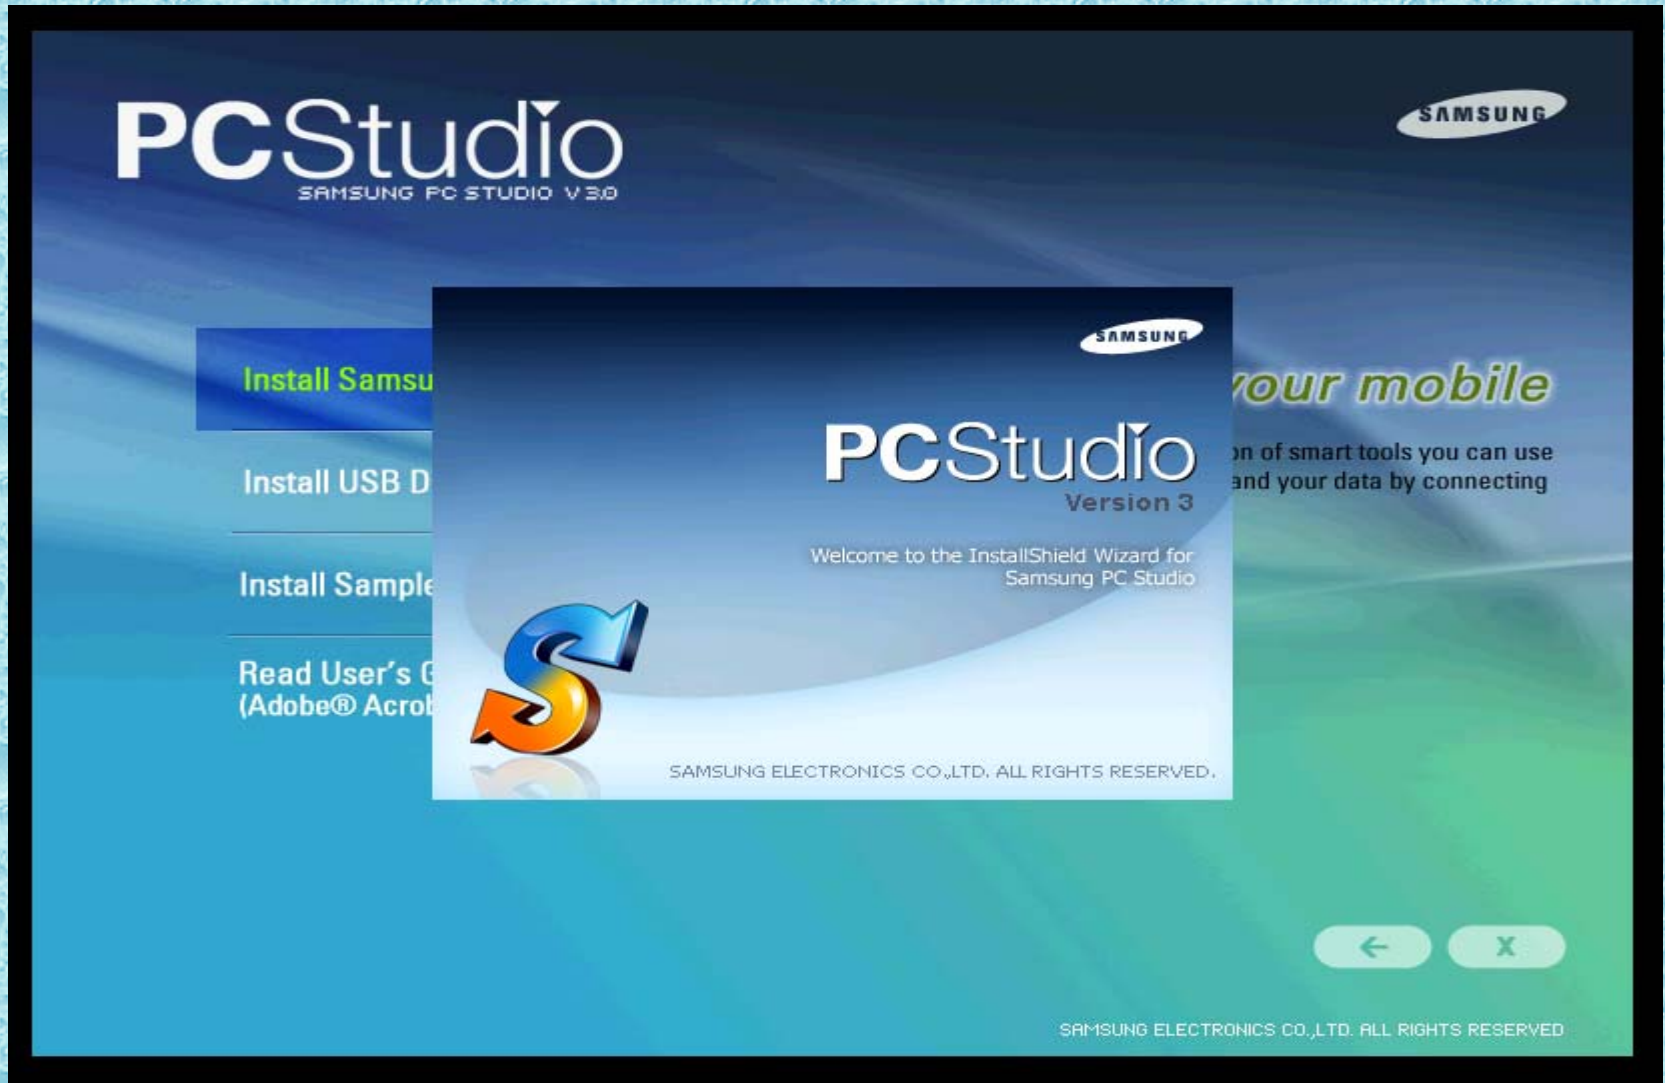 PCStudio
SAMSUNG PC STUDIO V 3.0
SAMSUNG
Install Samsu
Install USB D
Install Sample
Read User's G
(Adobe® Acrob
SAMSUNG
PCStudio
Version 3
Welcome to the InstallShield Wizard for
Samsung PC Studio
SAMSUNG ELECTRONICS CO.,LTD. ALL RIGHTS RESERVED.
your mobile
on of smart tools you can use
and your data by connecting
X
SAMSUNG ELECTRONICS CO.,LTD. ALL RIGHTS RESERVED